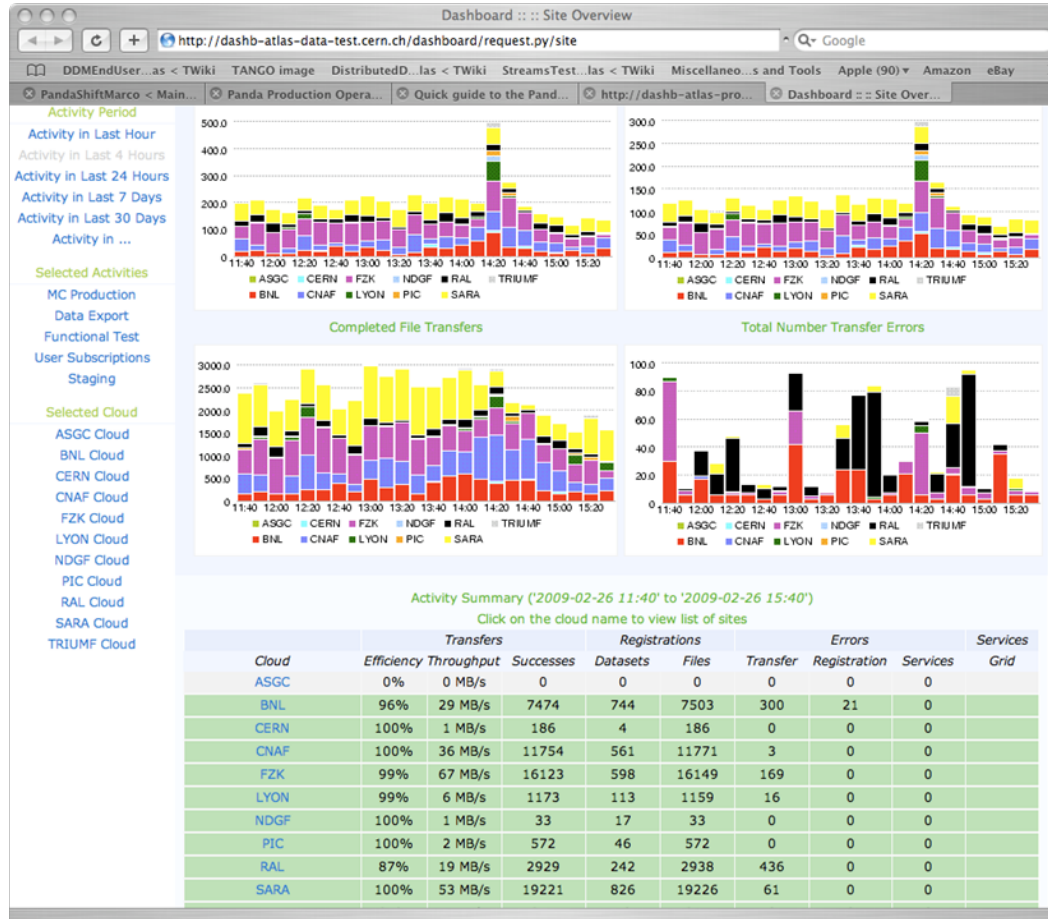 Dashboard :: :: Site Overview
http://dashb-atlas-data-test.cern.ch/dashboard/request.py/site
Google
DDMEndUser...as < TWiki TANGO image DistributedD...las < TWiki StreamsTest...las < TWiki Miscellaneo...s and Tools Apple (90) Amazon eBay
PandaShiftMarco < Main... Panda Production Opera... Quick guide to the Pand... http://dashb-atlas-pro... Dashboard :: :: Site Over...
Activity Period
Activity in Last Hour
Activity in Last 4 Hours
Activity in Last 24 Hours
Activity in Last 7 Days
Activity in Last 30 Days
Activity in ...
Selected Activities
MC Production
Data Export
Functional Test
User Subscriptions
Staging
Selected Cloud
ASGC Cloud
BNL Cloud
CERN Cloud
CNAF Cloud
FZK Cloud
LYON Cloud
NDGF Cloud
PIC Cloud
RAL Cloud
SARA Cloud
TRIUMF Cloud
500.0
400.0
300.0
200.0
100.0
0
11:40 12:00 12:20 12:40 13:00 13:20 13:40 14:00 14:20 14:40 15:00 15:20
ASGC CERN FZK NDGF RAL TRIUMF
BNL CNAF LYON PIC SARA
300.0
250.0
200.0
150.0
100.0
50.0
0
11:40 12:00 12:20 12:40 13:00 13:20 13:40 14:00 14:20 14:40 15:00 15:20
ASGC CERN FZK NDGF RAL TRIUMF
BNL CNAF LYON PIC SARA
Completed File Transfers
3000.0
2500.0
2000.0
1500.0
1000.0
500.0
0
11:40 12:00 12:20 12:40 13:00 13:20 13:40 14:00 14:20 14:40 15:00 15:20
ASGC CERN FZK NDGF RAL TRIUMF
BNL CNAF LYON PIC SARA
Total Number Transfer Errors
100.0
80.0
60.0
40.0
20.0
0
11:40 12:00 12:20 12:40 13:00 13:20 13:40 14:00 14:20 14:40 15:00 15:20
ASGC CERN FZK NDGF RAL TRIUMF
BNL CNAF LYON PIC SARA
Activity Summary ('2009-02-26 11:40' to '2009-02-26 15:40')
Click on the cloud name to view list of sites
Transfers Registrations Errors Services
Cloud Efficiency Throughput Successes Datasets Files Transfer Registration Services Grid
ASGC 0% 0 MB/s 0 0 0 0 0 0
BNL 96% 29 MB/s 7474 744 7503 300 21 0
CERN 100% 1 MB/s 186 4 186 0 0 0
CNAF 100% 36 MB/s 11754 561 11771 3 0 0
FZK 99% 67 MB/s 16123 598 16149 169 0 0
LYON 99% 6 MB/s 1173 113 1159 16 0 0
NDGF 100% 1 MB/s 33 17 33 0 0 0
PIC 100% 2 MB/s 572 46 572 0 0 0
RAL 87% 19 MB/s 2929 242 2938 436 0 0
SARA 100% 53 MB/s 19221 826 19226 61 0 0